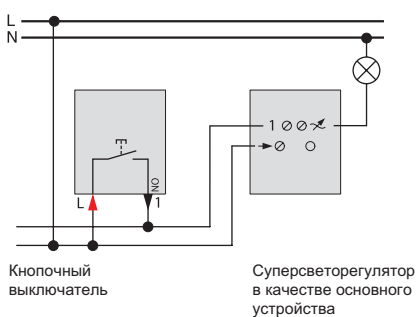 L
N
1
NO
L
1
Кнопочный
выключатель
Суперсветорегулятор
в качестве основного
устройства